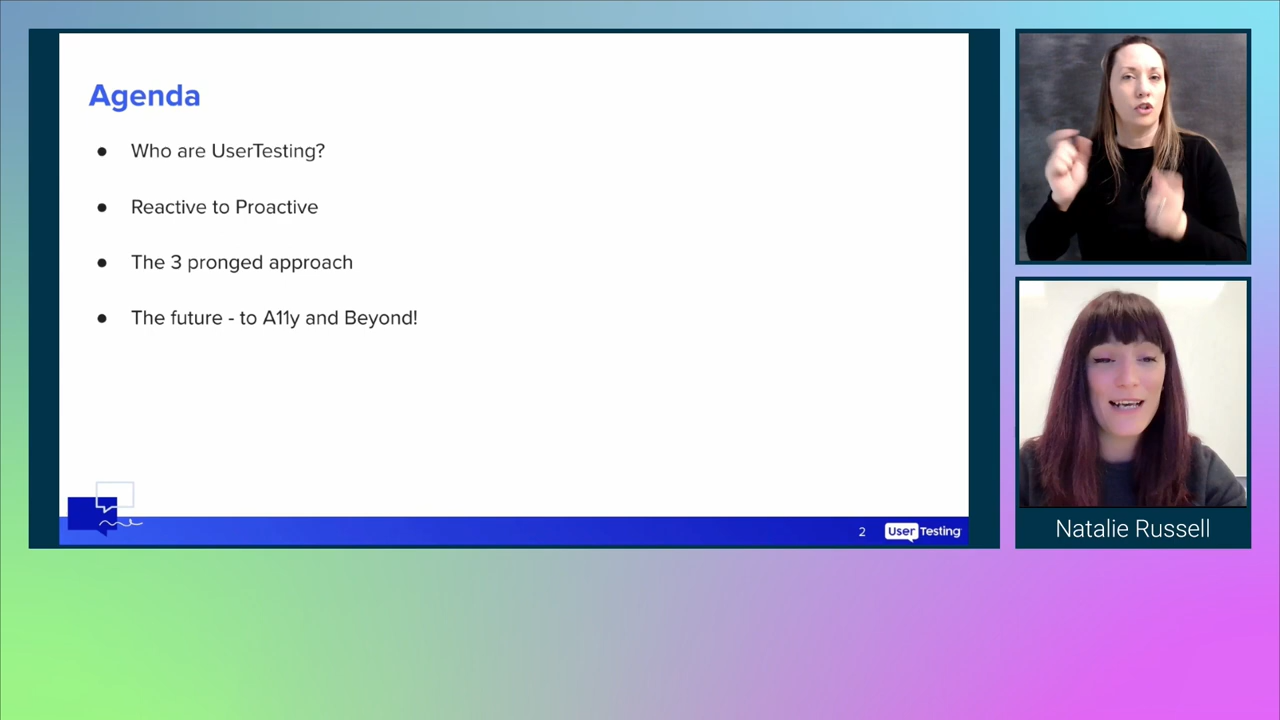 Agenda
● Who are UserTesting?
● Reactive to Proactive
● The 3 pronged approach
● The future - to A11y and Beyond!
2
UserTesting
Natalie Russell